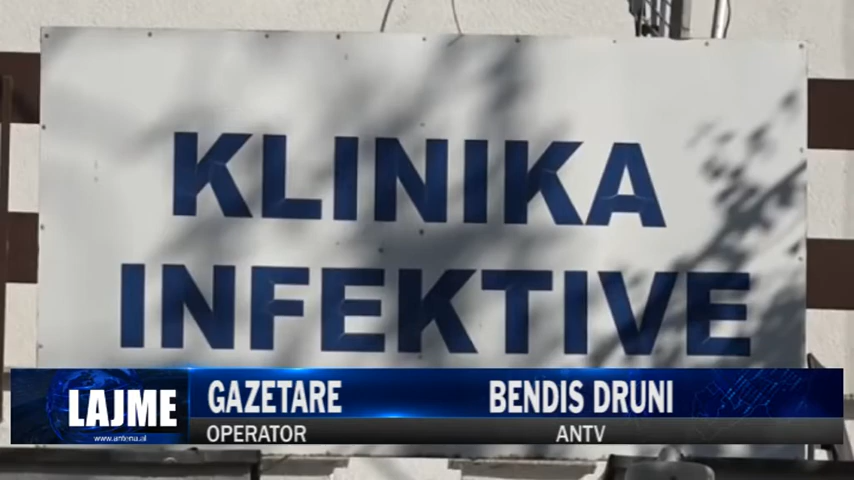 KLINIKA
INFEKTIVE
LAJME
www.antena.al
GAZETARE BENDIS DRUNI
OPERATOR ANTV